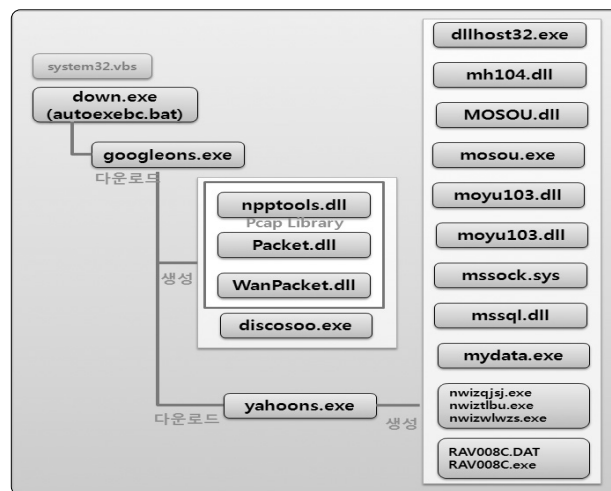 system32.vbs
down.exe
(autoexebc.bat)
googleons.exe
다운로드
생성
npptools.dll
Pcap Library
Packet.dll
WanPacket.dll
discosoo.exe
다운로드
yahoons.exe
생성
dllhost32.exe
mh104.dll
MOSOU.dll
mosou.exe
moyu103.dll
moyu103.dll
mssock.sys
mssql.dll
mydata.exe
nwizqjsj.exe
nwiztlbu.exe
nwizwlwzs.exe
RAV008C.DAT
RAV008C.exe